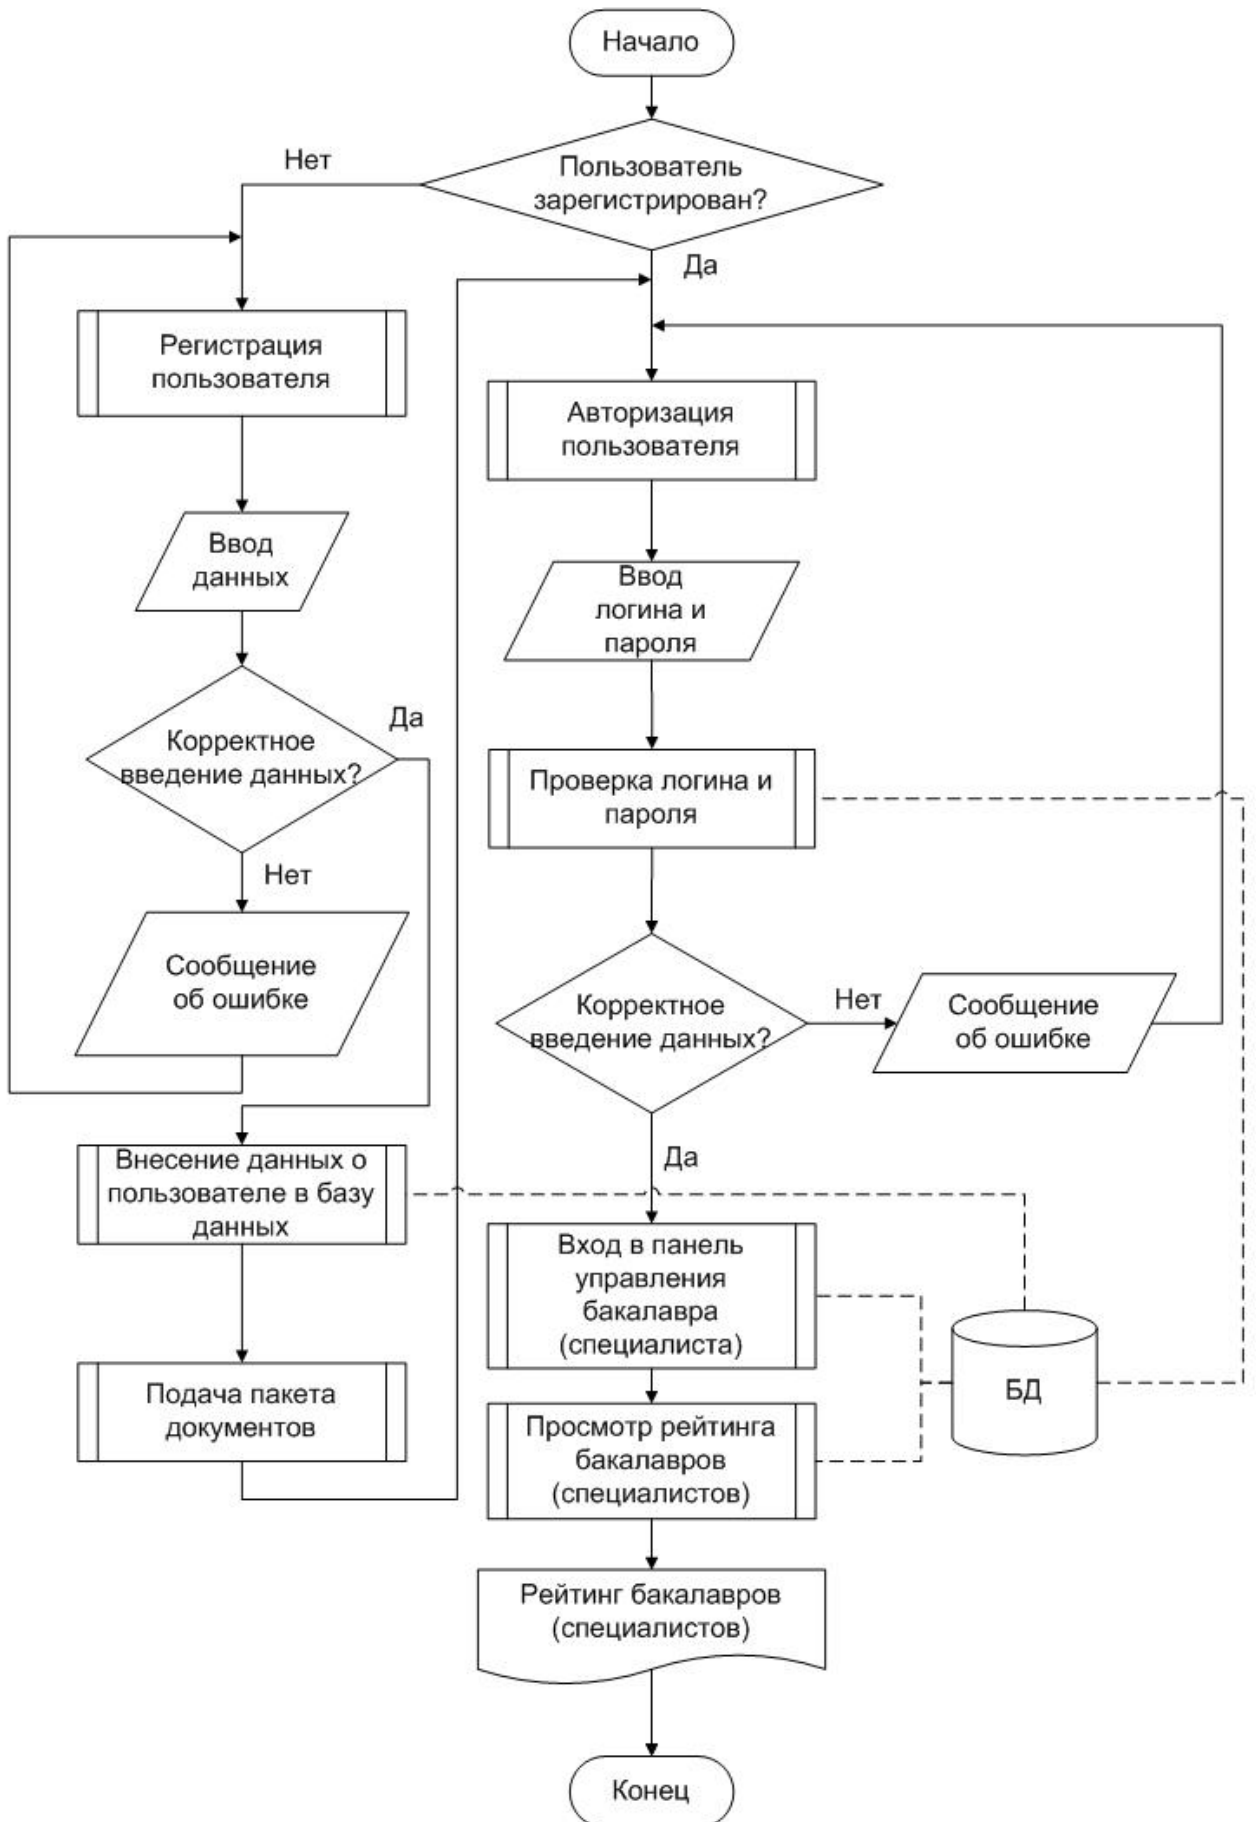 Начало
Пользователь
зарегистрирован?
Нет
Да
Регистрация
пользователя
Ввод
данных
Корректное
введение данных?
Да
Нет
Сообщение
об ошибке
Внесение данных о
пользователе в базу
данных
Подача пакета
документов
Авторизация
пользователя
Ввод
логина и
пароля
Проверка логина и
пароля
Корректное
введение данных?
Нет
Сообщение
об ошибке
Да
Вход в панель
управления
бакалавра
(специалиста)
БД
Просмотр рейтинга
бакалавров
(специалистов)
Рейтинг бакалавров
(специалистов)
Конец